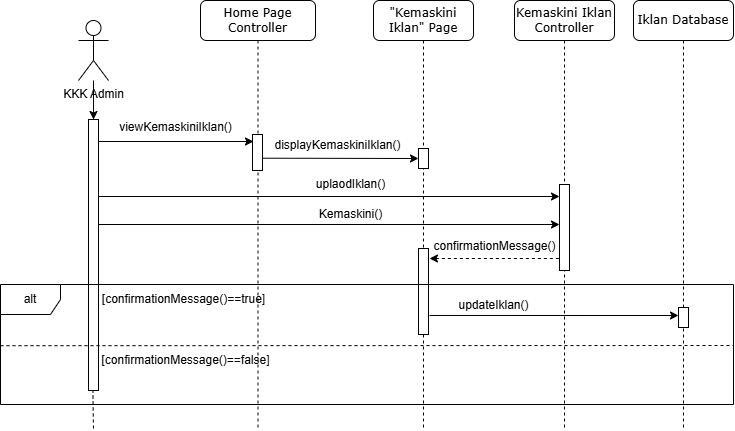 Home Page
Controller
"Kemaskini
Iklan" Page
Kemaskini Iklan
Controller
Iklan Database
KKK Admin
viewKemaskiniIklan()
displayKemaskiniIklan()
uplaodIklan()
Kemaskini()
confirmationMessage()
alt
[confirmationMessage()==true]
updateIklan()
[confirmationMessage()==false]